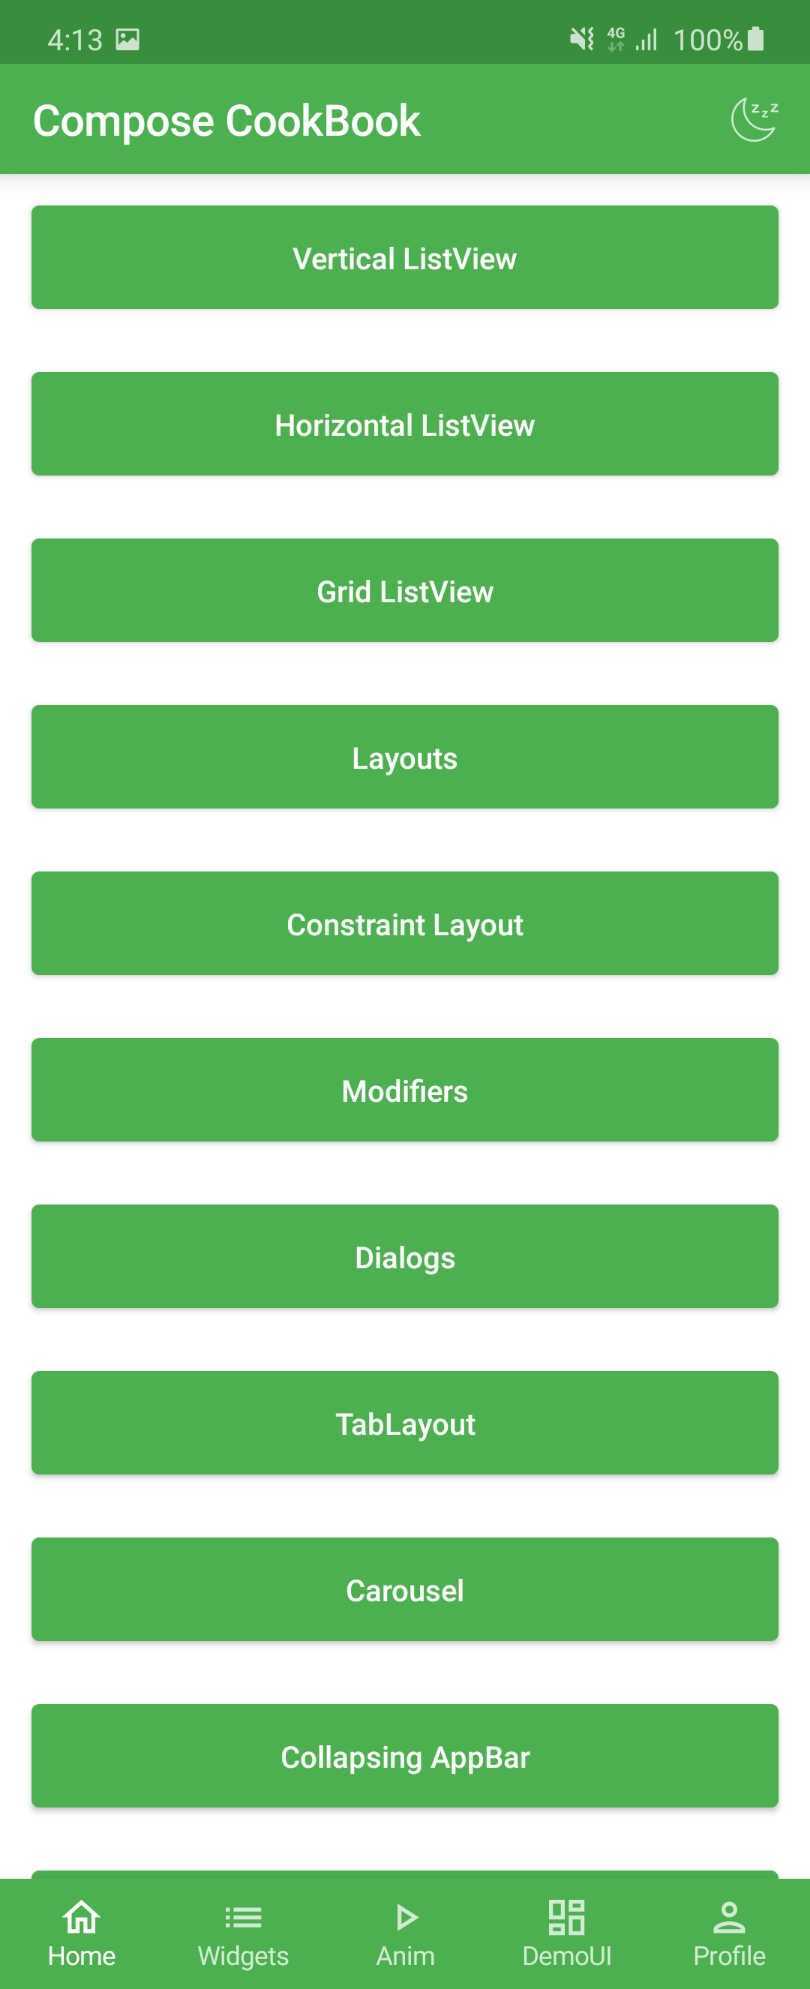 4:13 4G 100%
Compose CookBook zzz
Vertical ListView
Horizontal ListView
Grid ListView
Layouts
Constraint Layout
Modifiers
Dialogs
TabLayout
Carousel
Collapsing AppBar
Home Widgets Anim DemoUI Profile